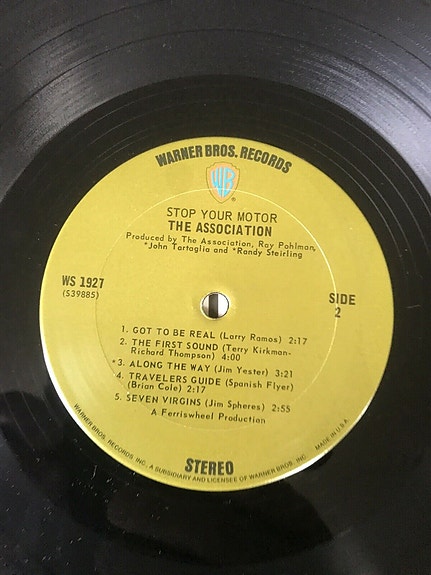 WARNER BROS. RECORDS
WB
STOP YOUR MOTOR
THE ASSOCIATION
Produced by The Association, Ray Pohlman,
*John Tartaglia and *Randy Steirling
WS 1927
(S39885)
SIDE
2
1. GOT TO BE REAL (Larry Ramos) 2:17
2. THE FIRST SOUND (Terry Kirkman-
Richard Thompson) 4:00
*3. ALONG THE WAY (Jim Yester) 3:21
4. TRAVELERS GUIDE (Spanish Flyer)
(Brian Cole) 2:17
5. SEVEN VIRGINS (Jim Spheres) 2:55
A Ferriswheel Production
STEREO
WARNER BROS. RECORDS INC. A SUBSIDIARY AND LICENSEE OF WARNER BROS. INC. MADE IN U.S.A.